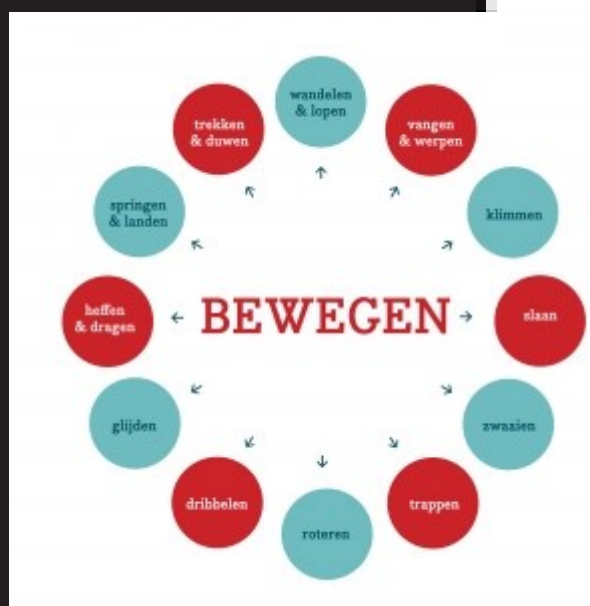 wandelen
& lopen
vangen
& werpen
klimmen
slaan
zwaaien
trappen
roteren
dribbelen
glijden
heffen
& dragen
springen
& landen
trekken
& duwen
BEWEGEN